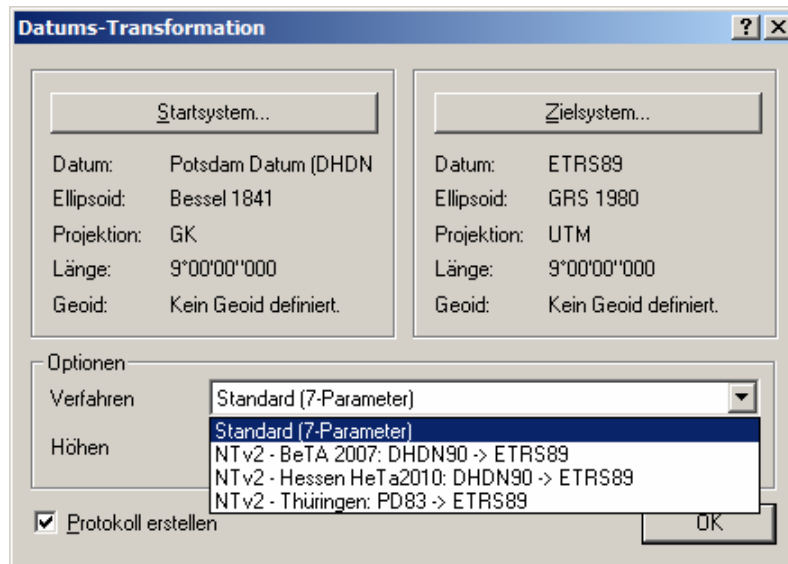 Datums-Transformation
Startsystem...
Datum: Potsdam Datum (DHDN
Ellipsoid: Bessel 1841
Projektion: GK
Länge: 9°00'00"000
Geoid: Kein Geoid definiert.
Zielsystem...
Datum: ETRS89
Ellipsoid: GRS 1980
Projektion: UTM
Länge: 9°00'00"000
Geoid: Kein Geoid definiert.
Optionen
Verfahren Standard (7-Parameter)
Höhen
Standard (7-Parameter)
NTv2 - BeTA 2007: DHDN90 -> ETRS89
NTv2 - Hessen HeTa2010: DHDN90 -> ETRS89
NTv2 - Thüringen: PD83 -> ETRS89
Protokoll erstellen
OK